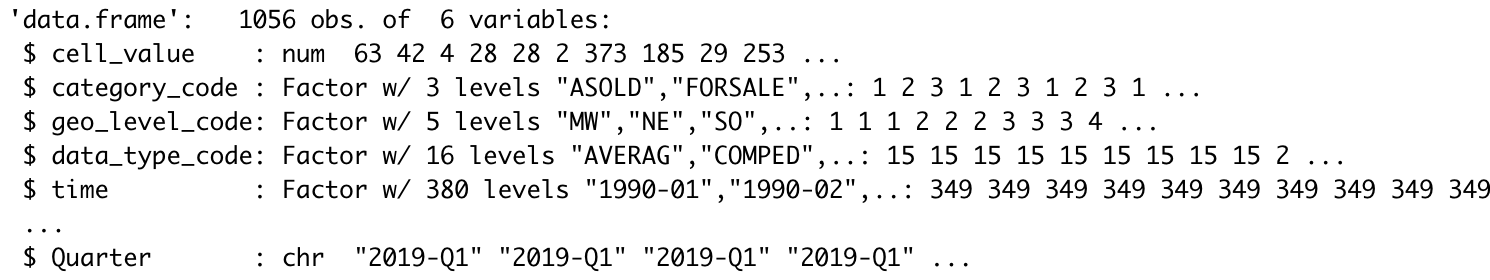 'data.frame':   1056 obs. of  6 variables:
 $ cell_value    : num  63 42 4 28 28 2 373 185 29 253 ...
 $ category_code : Factor w/ 3 levels "ASOLD","FORSALE",..: 1 2 3 1 2 3 1 2 3 1 ...
 $ geo_level_code: Factor w/ 5 levels "MW","NE","SO",..: 1 1 1 2 2 2 3 3 3 4 ...
 $ data_type_code: Factor w/ 16 levels "AVERAG","COMPED",..: 15 15 15 15 15 15 15 15 15 2 ...
 $ time          : Factor w/ 380 levels "1990-01","1990-02",..: 349 349 349 349 349 349 349 349 349 349
 ...
 $ Quarter       : chr  "2019-Q1" "2019-Q1" "2019-Q1" "2019-Q1" ...